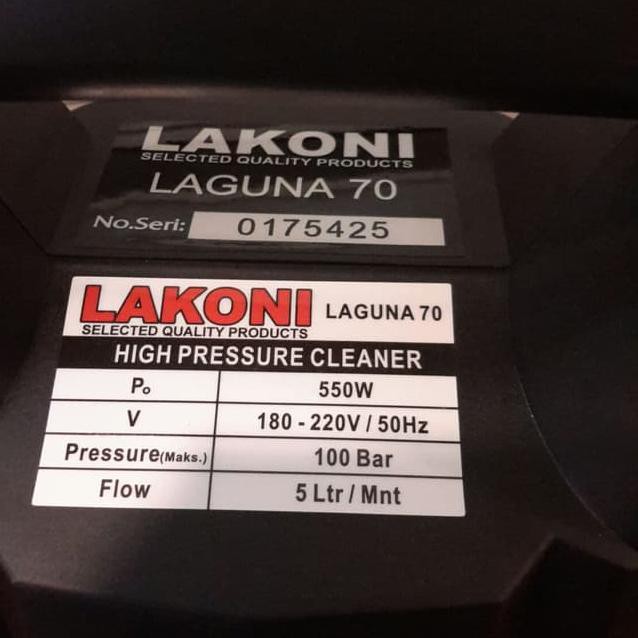 LAKONI
SELECTED QUALITY PRODUCTS
LAGUNA 70
No.Seri: 0175425
LAKONI LAGUNA 70
SELECTED QUALITY PRODUCTS
HIGH PRESSURE CLEANER
Po 550W
V 180 - 220V / 50Hz
Pressure(Maks.) 100 Bar
Flow 5 Ltr / Mnt